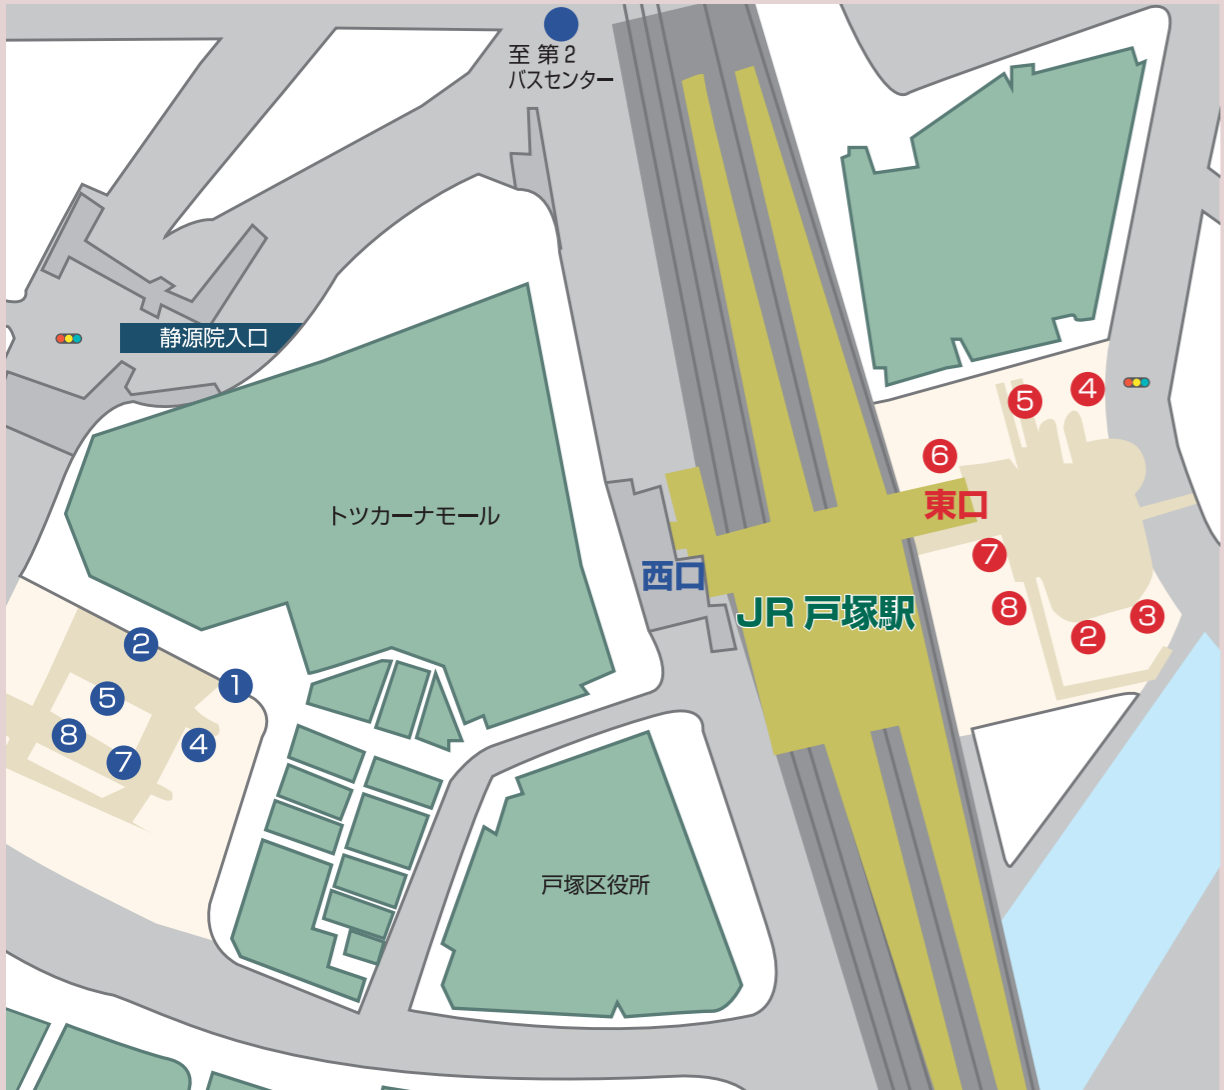 至 第2
バスセンター
静源院入口
トツカーナモール
西口
東口
JR 戸塚駅
戸塚区役所
⑤
④
⑥
⑦
⑧
②
③
②
①
⑤
⑧
⑦
④